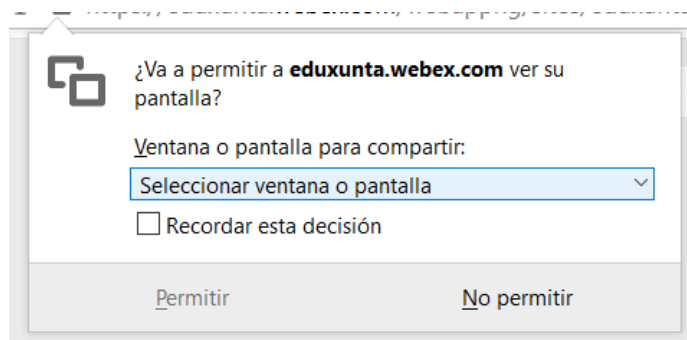 ¿Va a permitir a eduxunta.webex.com ver su
pantalla?
Ventana o pantalla para compartir:
Seleccionar ventana o pantalla
Recordar esta decisión
Permitir
No permitir